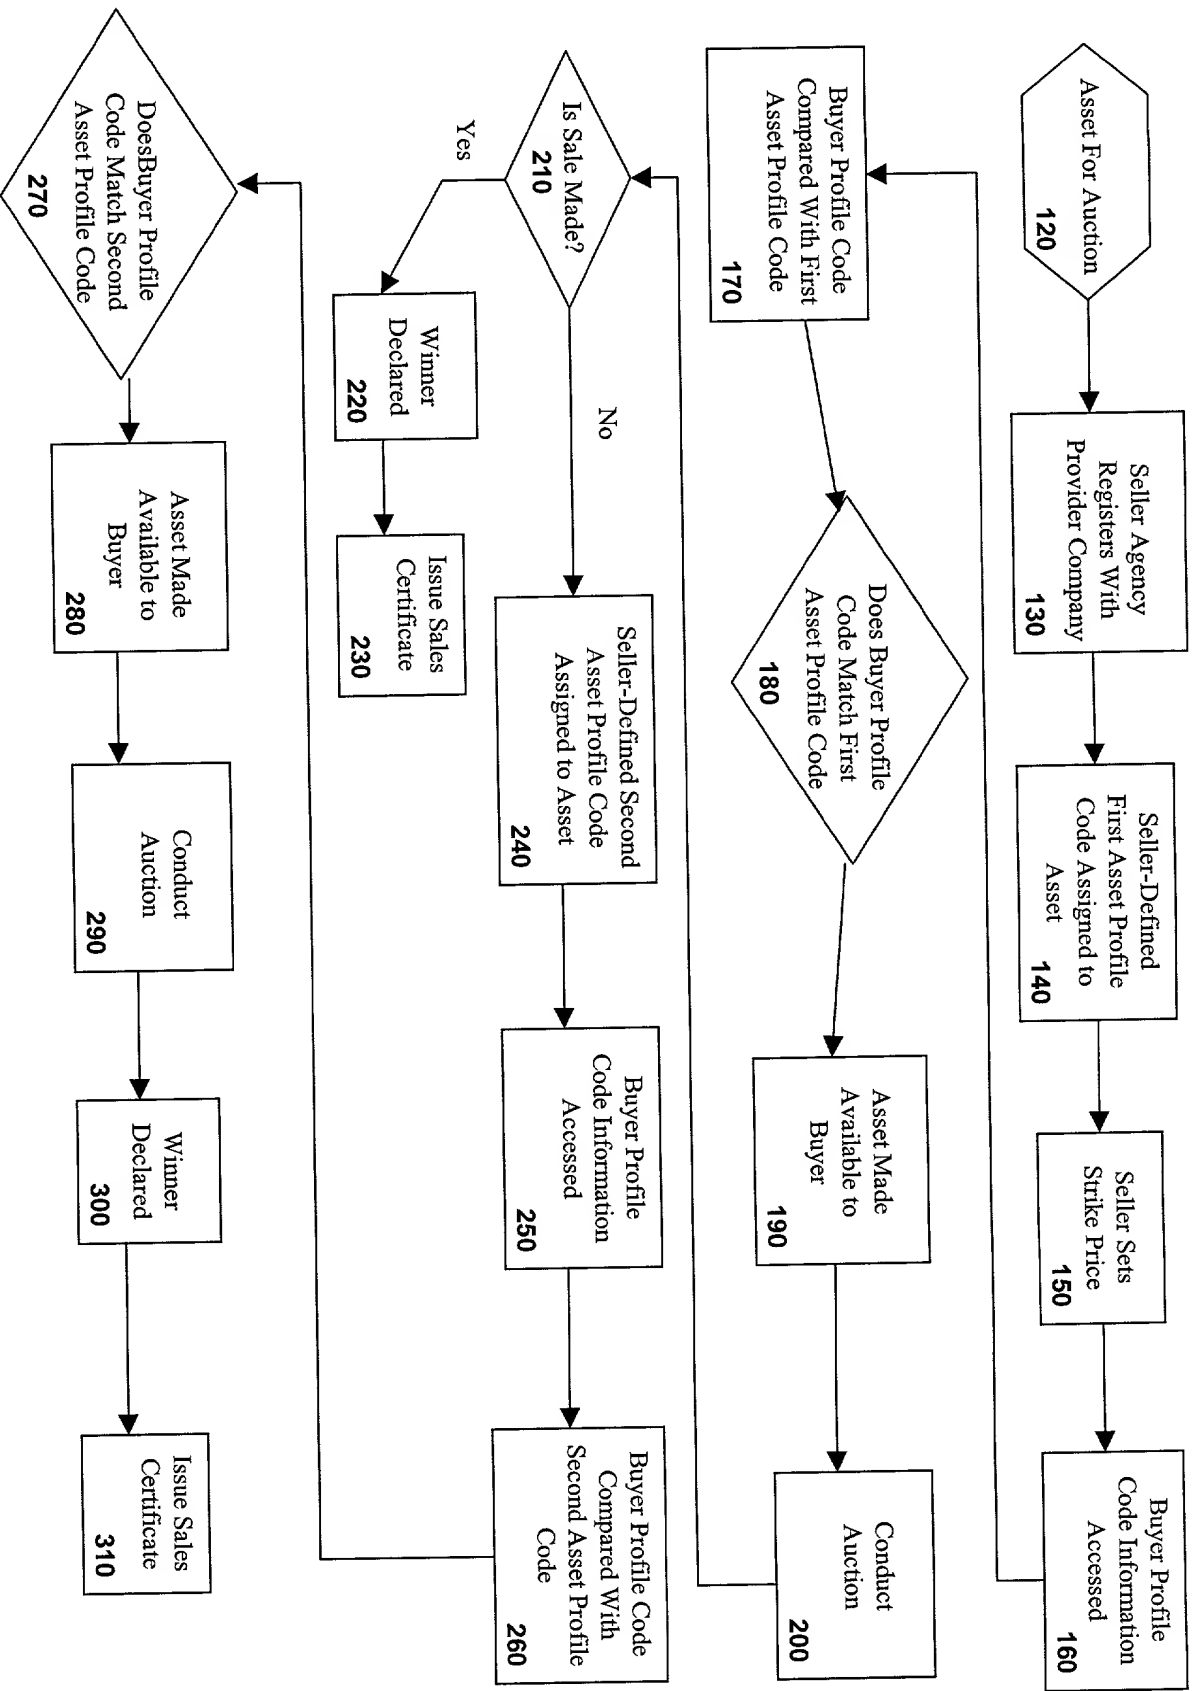 Asset For Auction
120
Seller Agency
Registers With
Provider Company
130
Seller-Defined
First Asset Profile
Code Assigned to
Asset
140
Seller Sets
Strike Price
150
Buyer Profile
Code Information
Accessed
160
Buyer Profile Code
Compared With First
Asset Profile Code
170
Does Buyer Profile
Code Match First
Asset Profile Code
180
Asset Made
Available to
Buyer
190
Conduct
Auction
200
Is Sale Made?
210
Yes
No
Winner
Declared
220
Issue Sales
Certificate
230
Seller-Defined Second
Asset Profile Code
Assigned to Asset
240
Buyer Profile
Code Information
Accessed
250
Buyer Profile Code
Compared With
Second Asset Profile
Code
260
DoesBuyer Profile
Code Match Second
Asset Profile Code
270
Asset Made
Available to
Buyer
280
Conduct
Auction
290
Winner
Declared
300
Issue Sales
Certificate
310